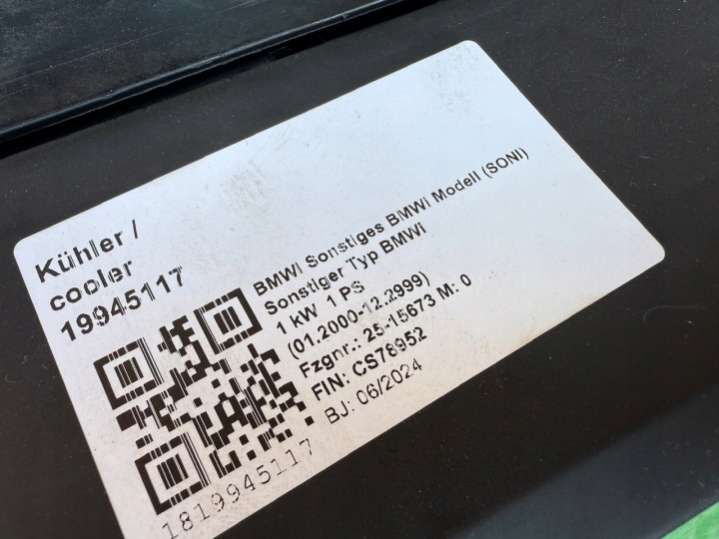 Kühler /
cooler
19945117
BMWI Sonstiges BMWI Modell (SONI)
Sonstiger Typ BMWI
1 kW 1 PS
(01.2000-12.2999)
Fzgnr.: 25-15673 M: 0
FIN: CS78952
BJ: 06/2024
1819945117